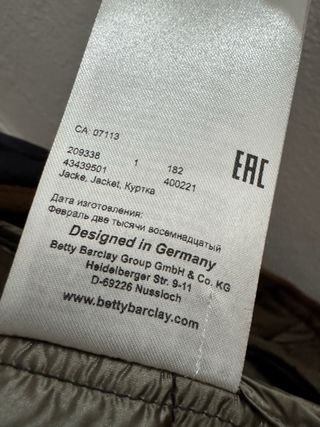 CA 07113
209338 1 182
43439501 400221
Jacke, Jacket, Куртка
EAC
Дата изготовления:
Февраль две тысячи восемнадцатый
Designed in Germany
Betty Barclay Group GmbH & Co. KG
Heidelberger Str. 9-11
D-69226 Nussloch
www.bettybarclay.com